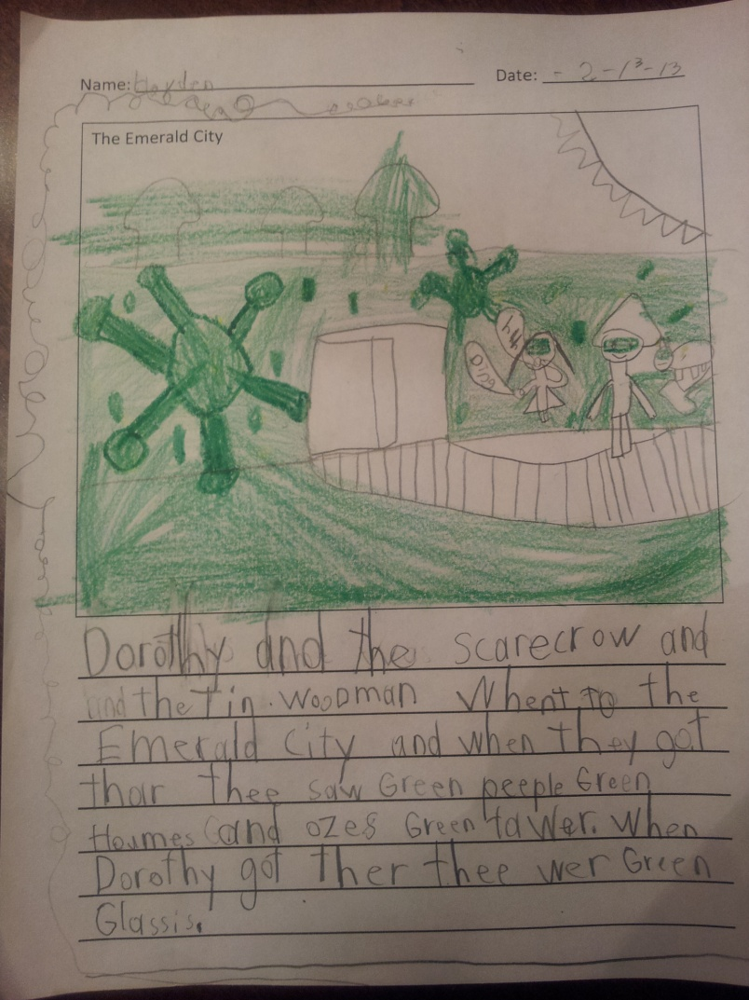 Name: Hayden
Date: - 2-13-13
The Emerald City
hhh
Ding
Dorothy and the scarecrow and
and the Tin. WooDman Whent to the
Emerald City and when they got
thar thee saw Green peeple Green
Houmes and ozes Green tawer. When
Dorothy got Ther thee wer Green
Glassis.